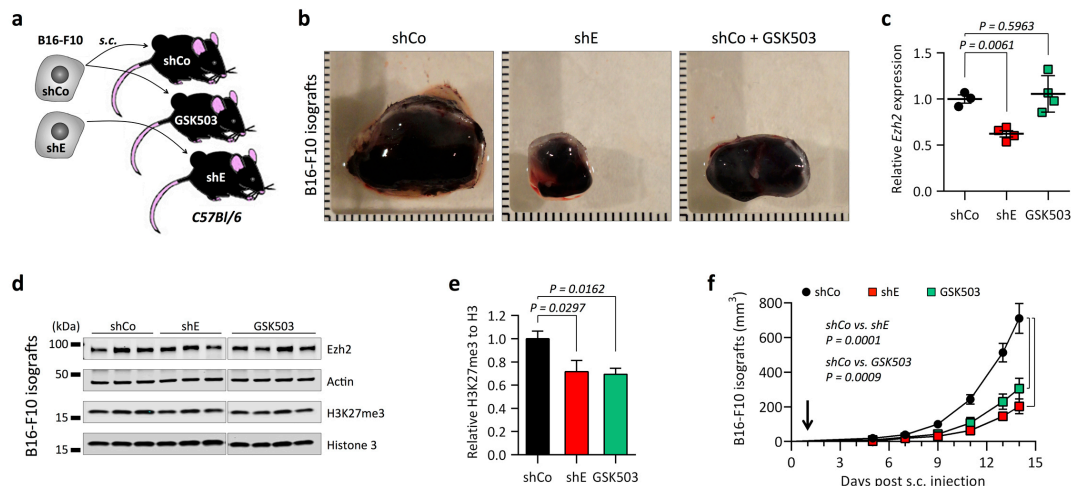 a
B16-F10
s.c.
shCo
shE
shCo
GSK503
shE
C57Bl/6
b
shCo
shE
shCo + GSK503
B16-F10 isografts
c
P = 0.5963
P = 0.0061
Relative Ezh2 expression
1.5
1.0
0.5
0.0
shCo
shE
GSK503
d
(kDa)
shCo
shE
GSK503
100
50
15
15
Ezh2
Actin
H3K27me3
Histone 3
B16-F10 isografts
e
P = 0.0162
P = 0.0297
Relative H3K27me3 to H3
1.2
1.0
0.8
0.6
0.4
0.2
0.0
shCo
shE
GSK503
f
shCo
shE
GSK503
B16-F10 isografts (mm³)
800
600
400
200
0
shCo vs. shE
P = 0.0001
shCo vs. GSK503
P = 0.0009
0 3 6 9 12 15
Days post s.c. injection